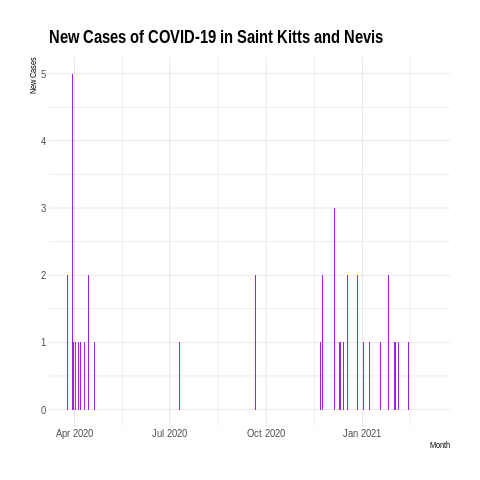 New Cases of COVID-19 in Saint Kitts and Nevis
New Cases
5
4
3
2
1
0
Apr 2020
Jul 2020
Oct 2020
Jan 2021
Month